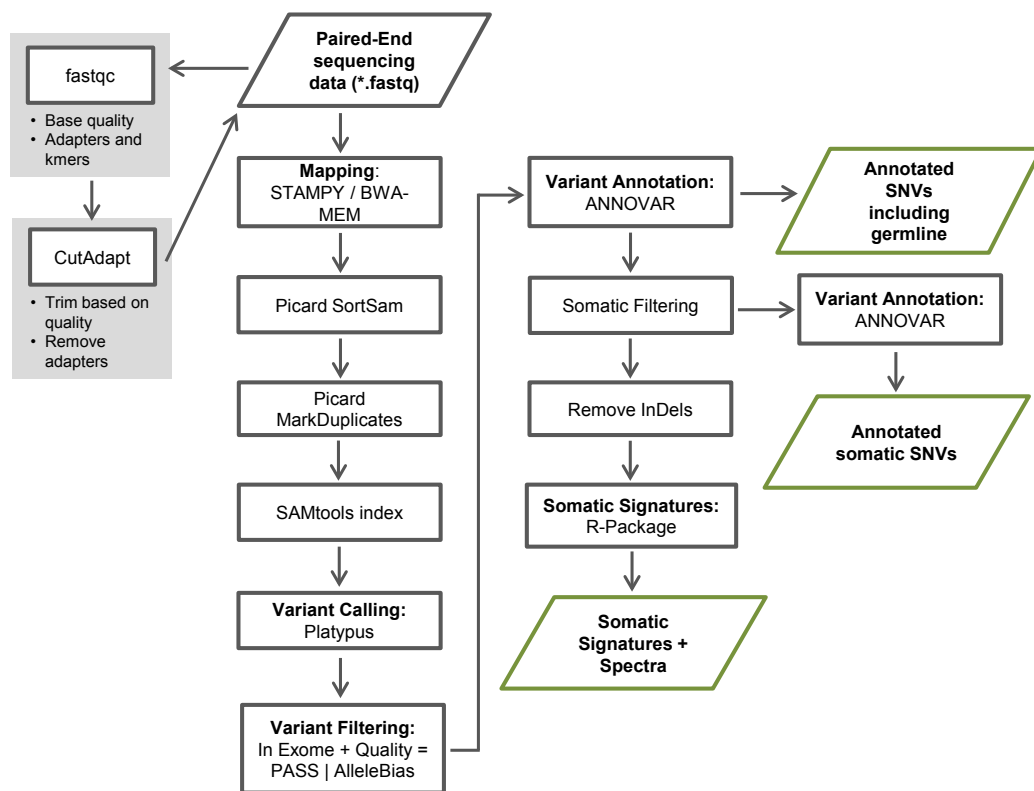 Paired-End
sequencing
data (*.fastq)
fastqc
• Base quality
• Adapters and
kmers
CutAdapt
• Trim based on
quality
• Remove
adapters
Mapping:
STAMPY / BWA-
MEM
Picard SortSam
Picard
MarkDuplicates
SAMtools index
Variant Calling:
Platypus
Variant Filtering:
In Exome + Quality =
PASS | AlleleBias
Variant Annotation:
ANNOVAR
Annotated
SNVs
including
germline
Somatic Filtering
Variant Annotation:
ANNOVAR
Annotated
somatic SNVs
Remove InDels
Somatic Signatures:
R-Package
Somatic
Signatures +
Spectra